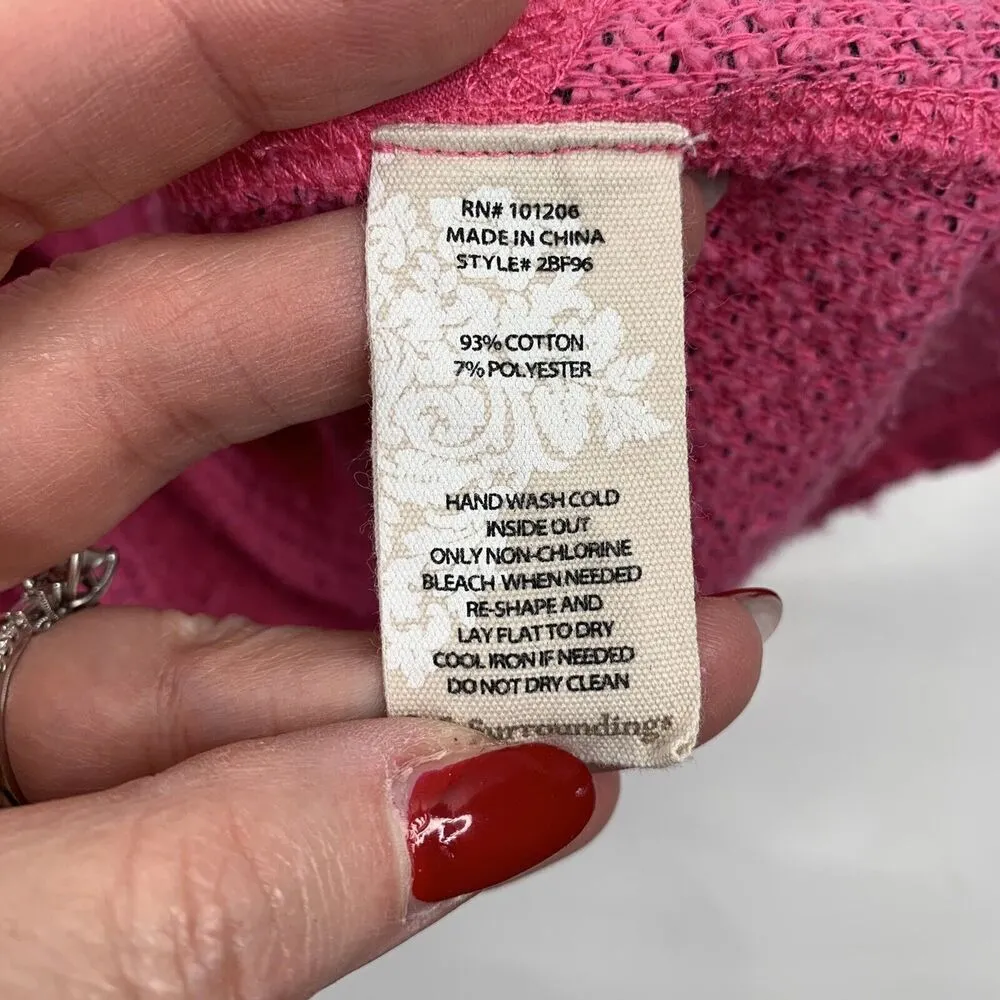 RN# 101206
MADE IN CHINA
STYLE# 2BF96
93% COTTON
7% POLYESTER
HAND WASH COLD
INSIDE OUT
ONLY NON-CHLORINE
BLEACH WHEN NEEDED
RE-SHAPE AND
LAY FLAT TO DRY
COOL IRON IF NEEDED
DO NOT DRY CLEAN
Surroundings